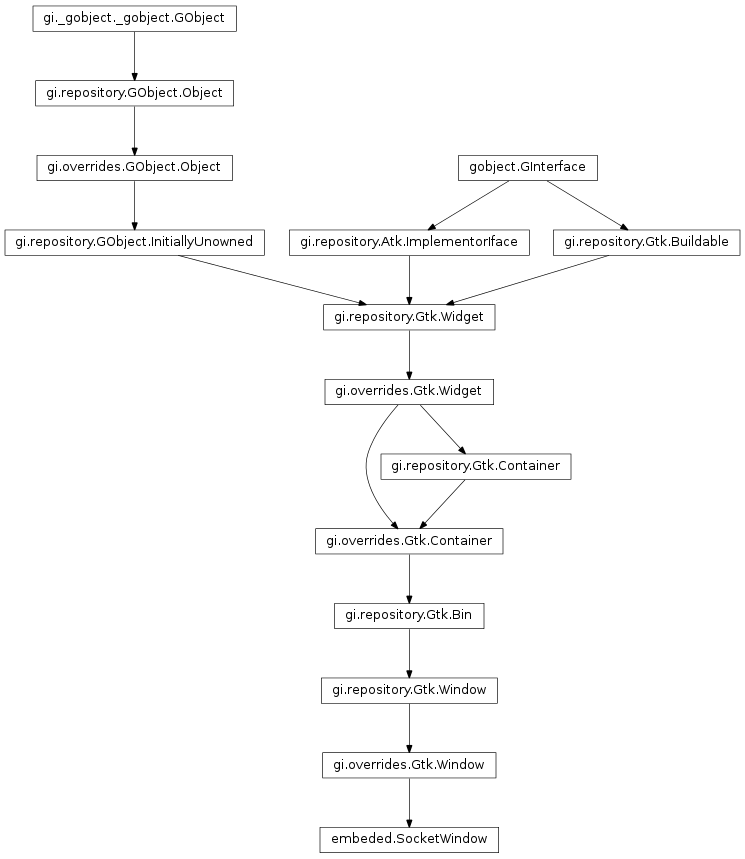 gi._gobject._gobject.GObject
gi.repository.GObject.Object
gi.overrides.GObject.Object
gobject.GInterface
gi.repository.GObject.InitiallyUnowned
gi.repository.Atk.ImplementorIface
gi.repository.Gtk.Buildable
gi.repository.Gtk.Widget
gi.overrides.Gtk.Widget
gi.repository.Gtk.Container
gi.overrides.Gtk.Container
gi.repository.Gtk.Bin
gi.repository.Gtk.Window
gi.overrides.Gtk.Window
embeded.SocketWindow